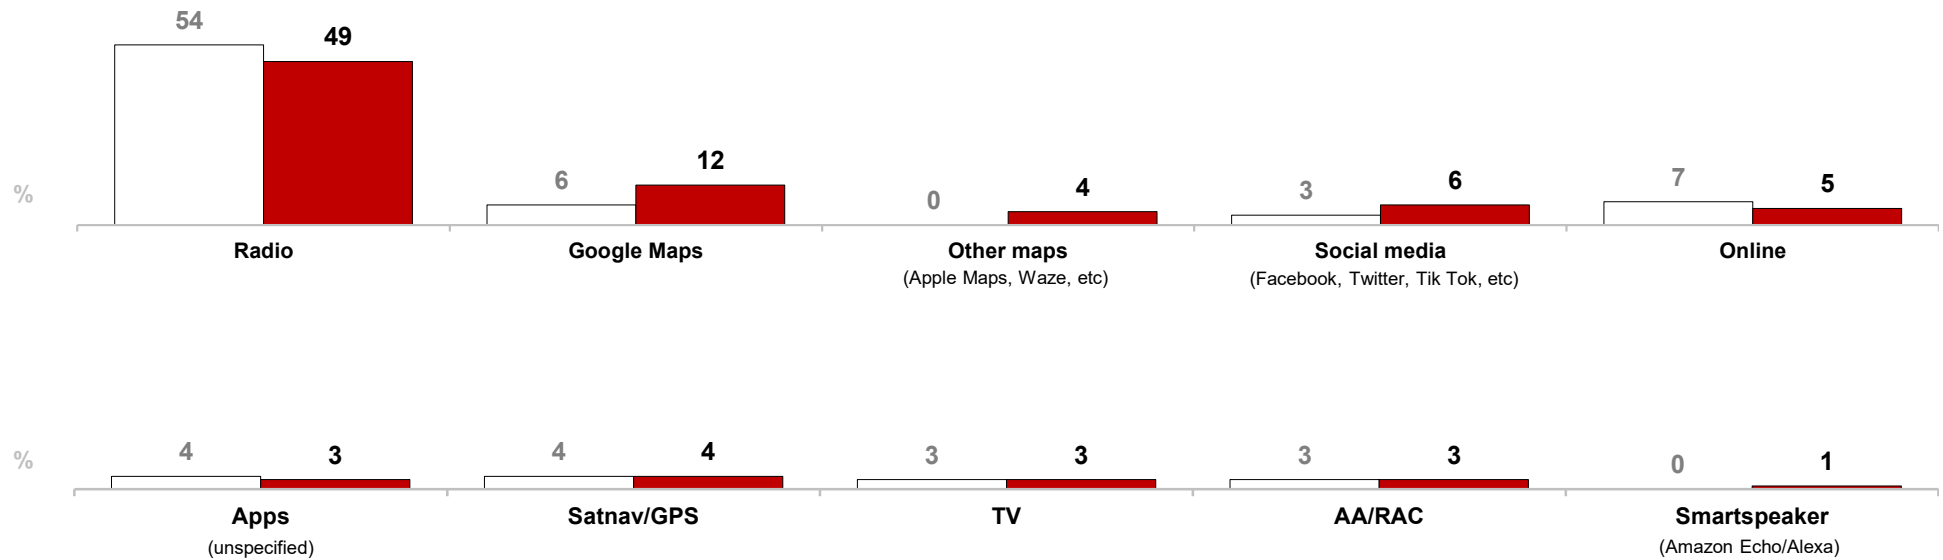 54
49
6
12
0
4
3
6
7
5
%
Radio
Google Maps
Other maps
Social media
Online
(Apple Maps, Waze, etc)
(Facebook, Twitter, Tik Tok, etc)
4
3
4
4
3
3
3
3
0
1
%
Apps
Satnav/GPS
TV
AA/RAC
Smartspeaker
(unspecified)
(Amazon Echo/Alexa)